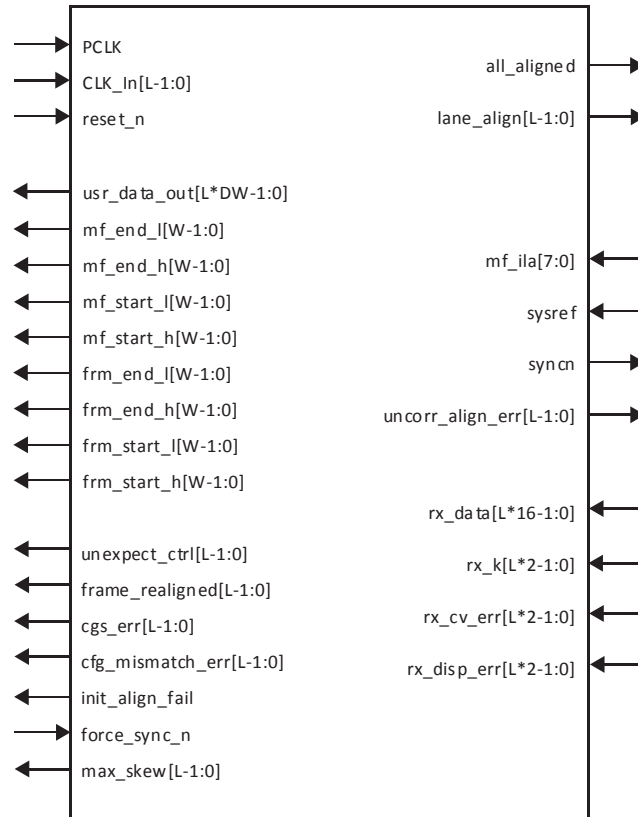 PCLK
CLK_In[L-1:0]
reset_n
usr_data_out[L*DW-1:0]
mf_end_l[W-1:0]
mf_end_h[W-1:0]
mf_start_l[W-1:0]
mf_start_h[W-1:0]
frm_end_l[W-1:0]
frm_end_h[W-1:0]
frm_start_l[W-1:0]
frm_start_h[W-1:0]
unexpect_ctrl[L-1:0]
frame_realigned[L-1:0]
cgs_err[L-1:0]
cfg_mismatch_err[L-1:0]
init_align_fail
force_sync_n
max_skew[L-1:0]
all_aligned
lane_align[L-1:0]
mf_ila[7:0]
sysref
syncn
uncorr_align_err[L-1:0]
rx_data[L*16-1:0]
rx_k[L*2-1:0]
rx_cv_err[L*2-1:0]
rx_disp_err[L*2-1:0]